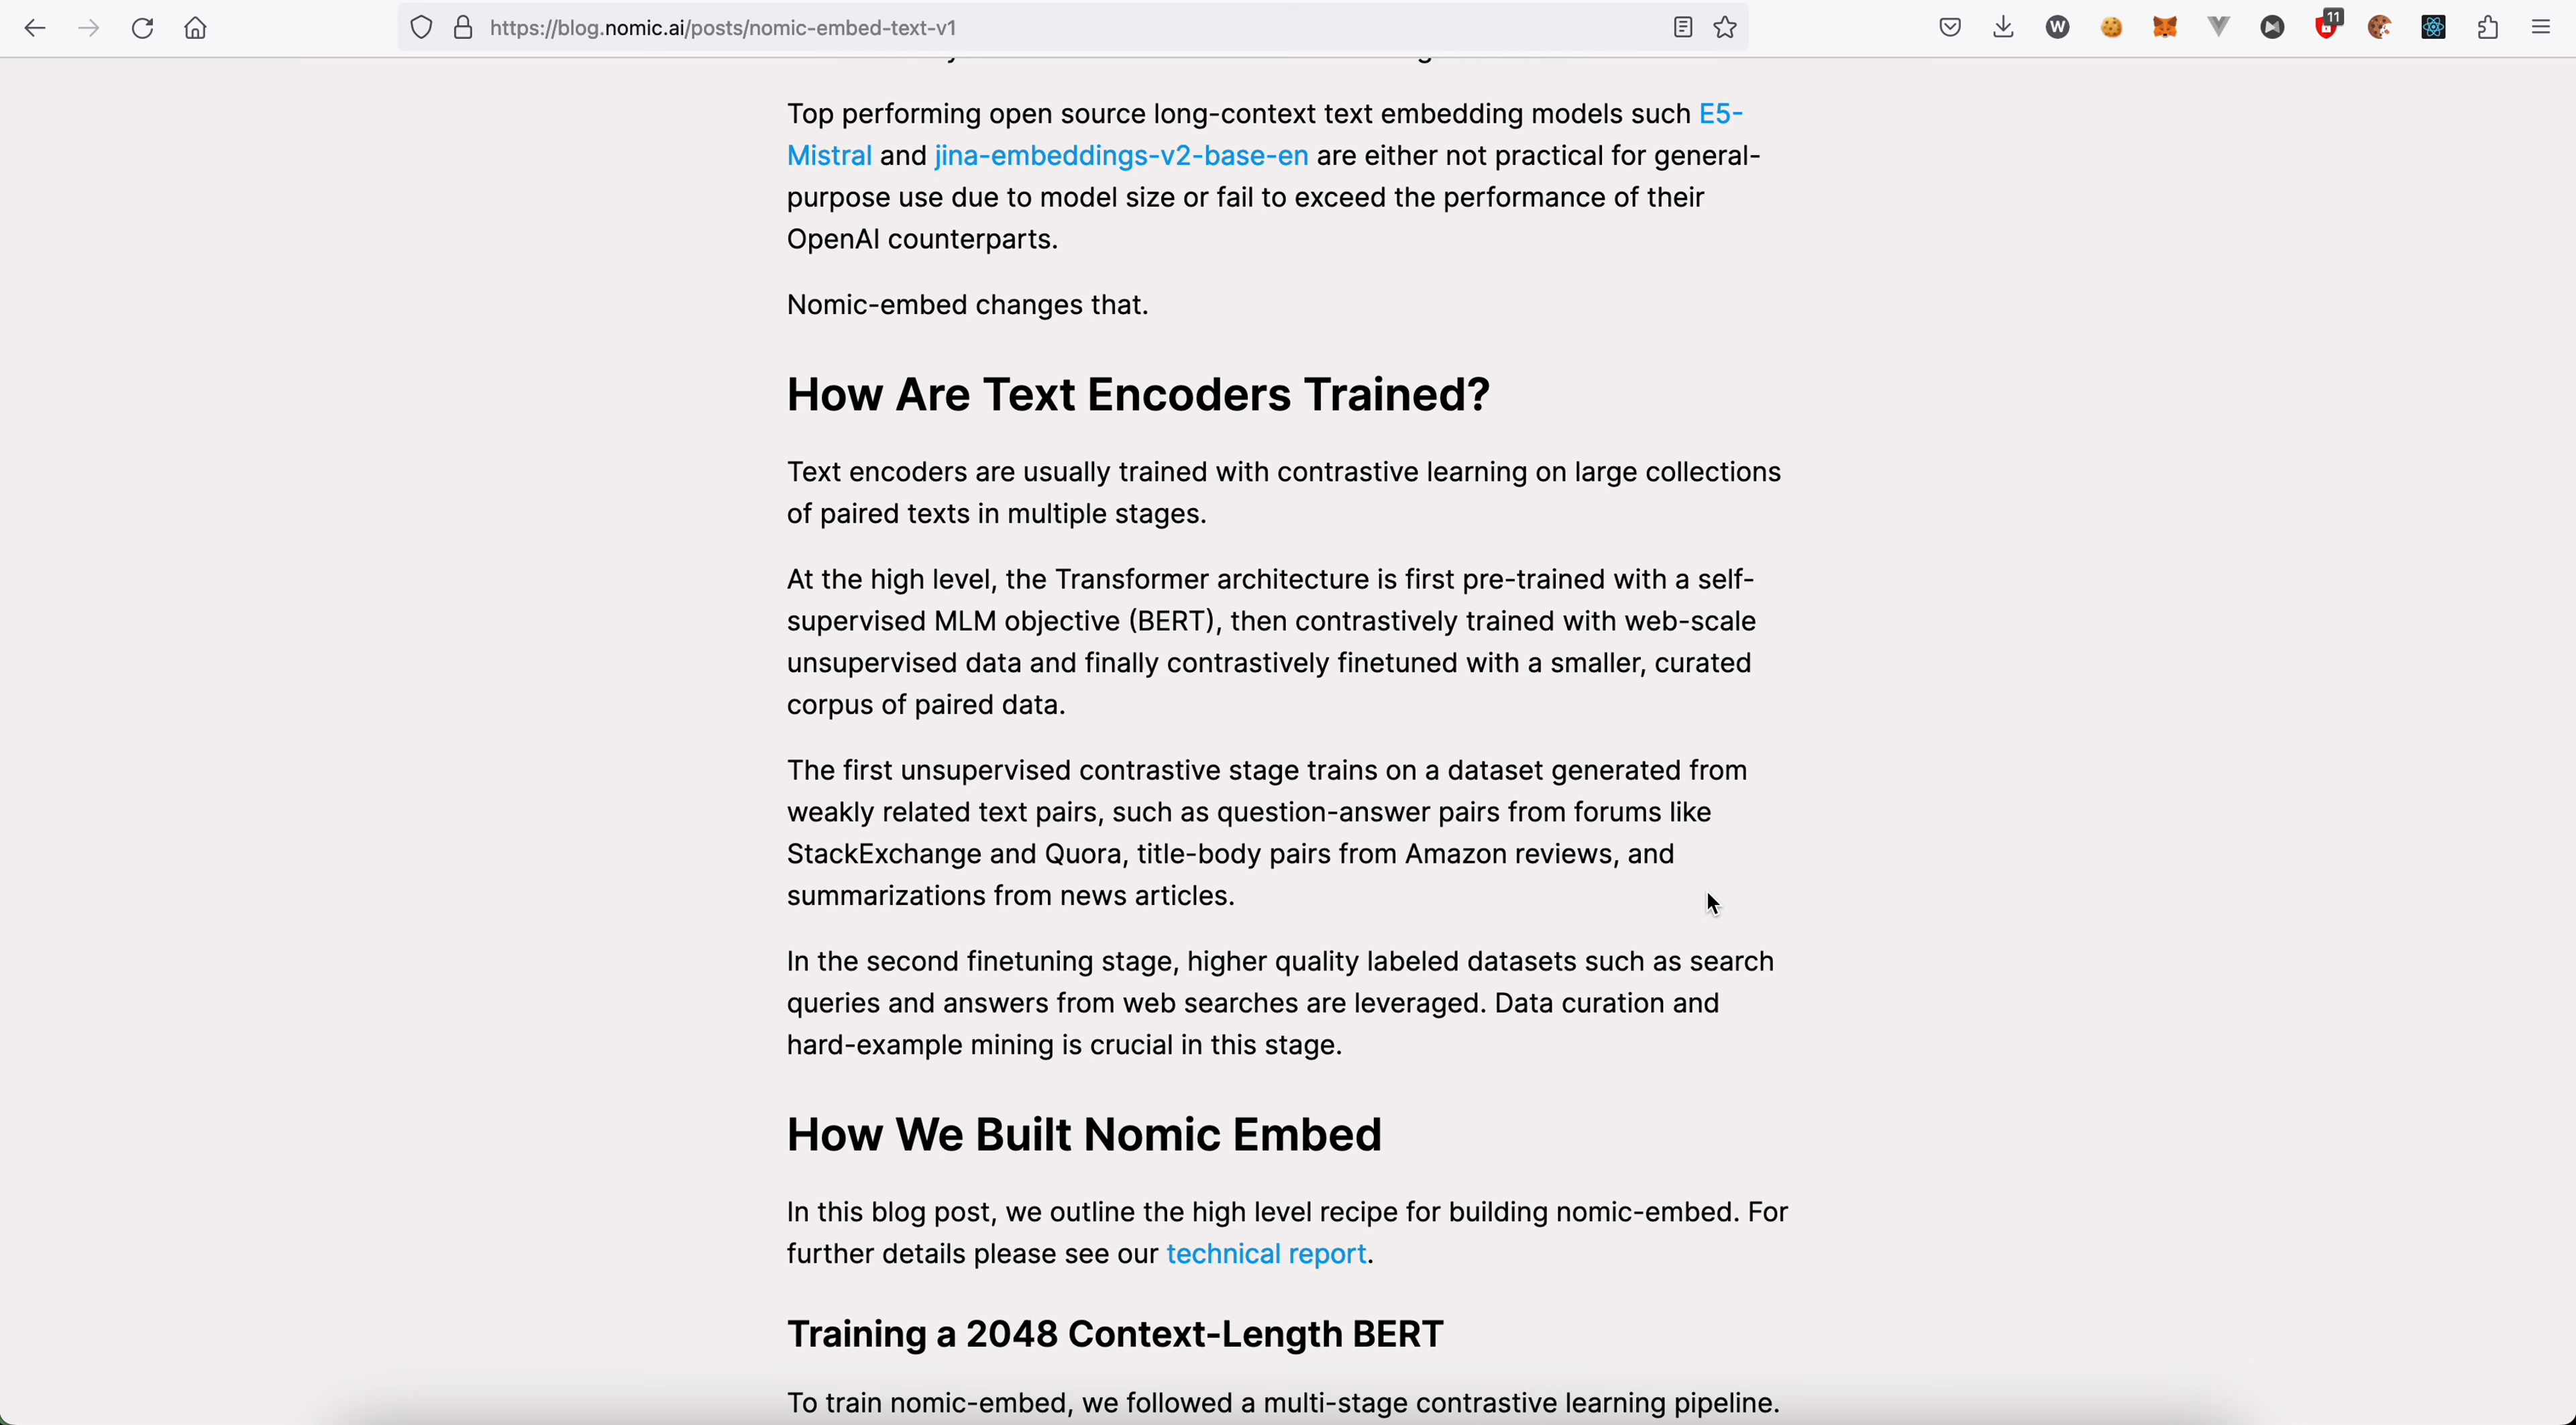 https://blog.nomic.ai/posts/nomic-embed-text-v1
W
11
Top performing open source long-context text embedding models such E5-
Mistral and jina-embeddings-v2-base-en are either not practical for general-
purpose use due to model size or fail to exceed the performance of their
OpenAI counterparts.
Nomic-embed changes that.
How Are Text Encoders Trained?
Text encoders are usually trained with contrastive learning on large collections
of paired texts in multiple stages.
At the high level, the Transformer architecture is first pre-trained with a self-
supervised MLM objective (BERT), then contrastively trained with web-scale
unsupervised data and finally contrastively finetuned with a smaller, curated
corpus of paired data.
The first unsupervised contrastive stage trains on a dataset generated from
weakly related text pairs, such as question-answer pairs from forums like
StackExchange and Quora, title-body pairs from Amazon reviews, and
summarizations from news articles.
In the second finetuning stage, higher quality labeled datasets such as search
queries and answers from web searches are leveraged. Data curation and
hard-example mining is crucial in this stage.
How We Built Nomic Embed
In this blog post, we outline the high level recipe for building nomic-embed. For
further details please see our technical report.
Training a 2048 Context-Length BERT
To train nomic-embed, we followed a multi-stage contrastive learning pipeline.